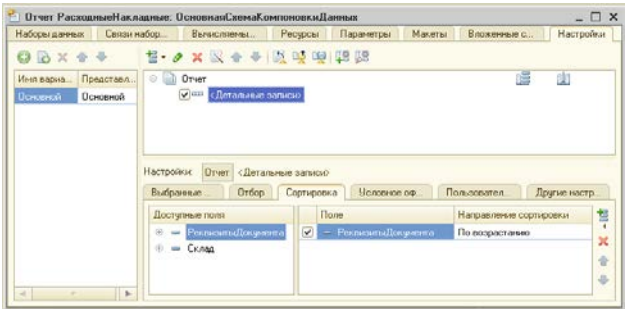 Отчет РасходныеНакладные: ОсновнаяСхемаКомпоновкиДанных
Наборы данных Связи набор... Вычисляемы... Ресурсы Параметры Макеты Вложенные с... Настройки
Имя вариа... Представл...
Основной Основной
Отчет
<Детальные записи>
Настройки: Отчет <Детальные записи>
Выбранные ... Отбор Сортировка Условное оф... Пользовател... Другие настр...
Доступные поля Поле Направление сортировки
РеквизитыДокумента РеквизитыДокумента По возрастанию
Склад